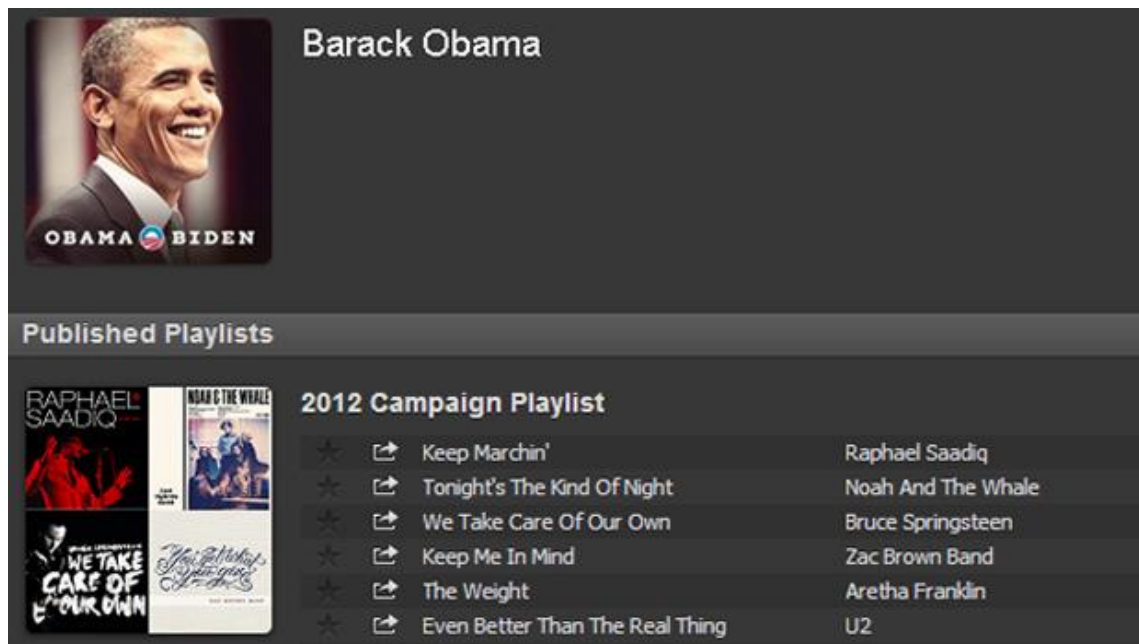 Barack Obama
OBAMA BIDEN
Published Playlists
RAPHAEL
SAADIQ
NOAH & THE WHALE
WE TAKE
CARE OF
OUR OWN
2012 Campaign Playlist
Keep Marchin' Raphael Saadiq
Tonight's The Kind Of Night Noah And The Whale
We Take Care Of Our Own Bruce Springsteen
Keep Me In Mind Zac Brown Band
The Weight Aretha Franklin
Even Better Than The Real Thing U2